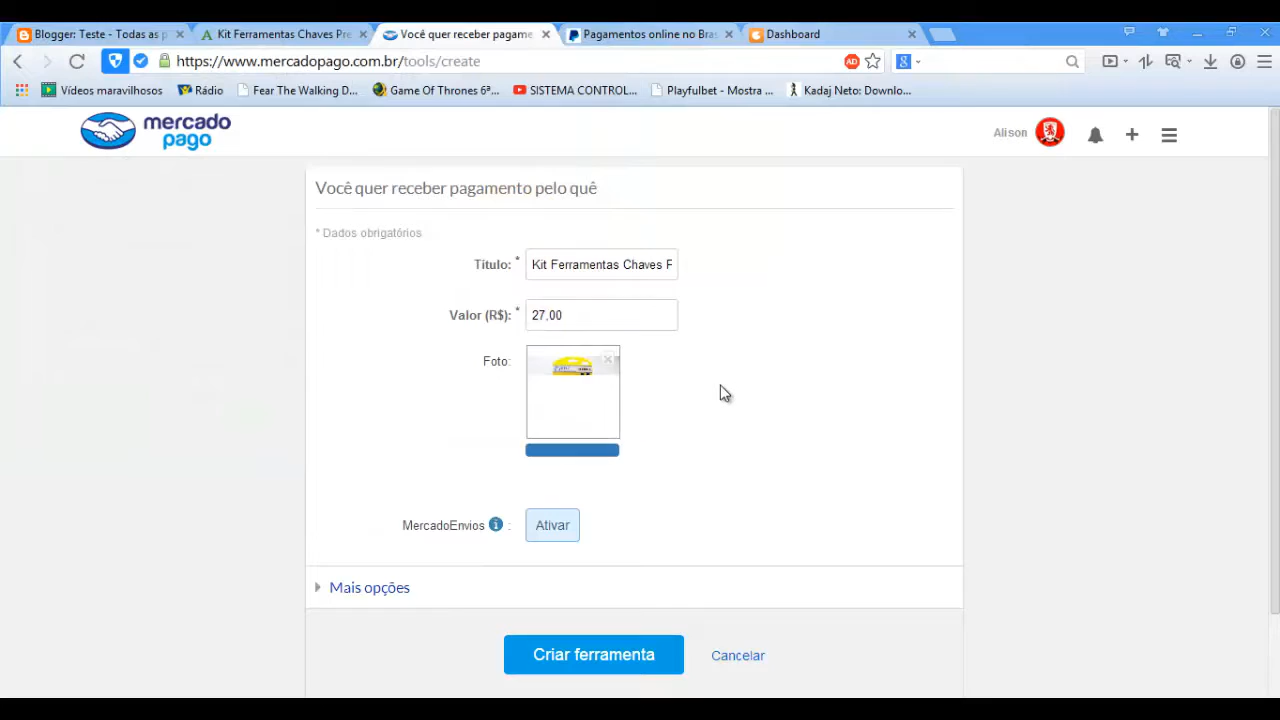 Blogger: Teste - Todas as p
Kit Ferramentas Chaves Pre
Você quer receber pagame
Pagamentos online no Bras
Dashboard
https://www.mercadopago.com.br/tools/create
AD
Vídeos maravilhosos
Rádio
Fear The Walking D...
Game Of Thrones 6ª...
SISTEMA CONTROL...
Playfulbet - Mostra ...
Kadaj Neto: Downlo...
mercado
pago
Alison
Você quer receber pagamento pelo quê
* Dados obrigatórios
Título: *
Kit Ferramentas Chaves P
Valor (R$): *
27,00
Foto:
MercadoEnvios :
Ativar
Mais opções
Criar ferramenta
Cancelar